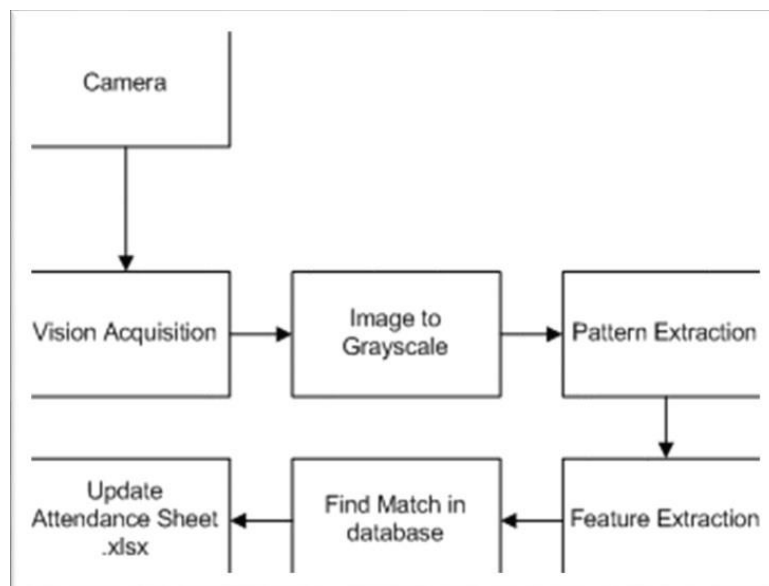 Camera
Vision Acquisition
Image to
Grayscale
Pattern Extraction
Update
Attendance Sheet
.xlsx
Find Match in
database
Feature Extraction